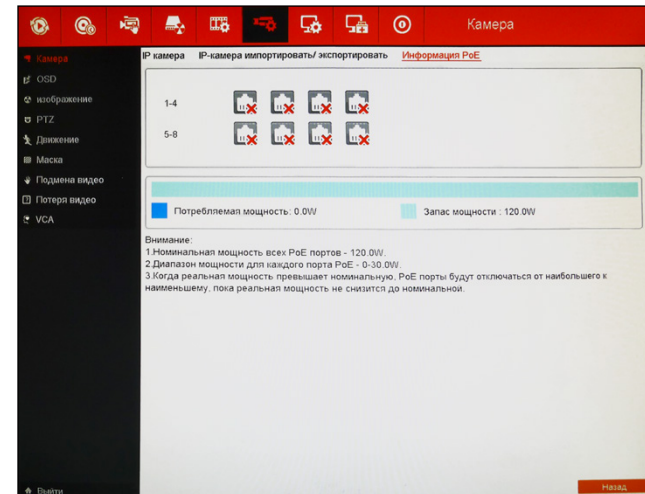 Камера
IP камера IP-камера импортировать/ экспортировать Информация PoE
Камера
OSD
изображение
PTZ
Движение
Маска
Подмена видео
Потеря видео
VCA
1-4
5-8
Потребляемая мощность: 0.0W
Запас мощности : 120.0W
Внимание:
1.Номинальная мощность всех PoE портов - 120.0W.
2.Диапазон мощности для каждого порта PoE - 0-30.0W.
3.Когда реальная мощность превышает номинальную, PoE порты будут отключаться от наибольшего к
наименьшему, пока реальная мощность не снизится до номинальной.
Выйти
Назад